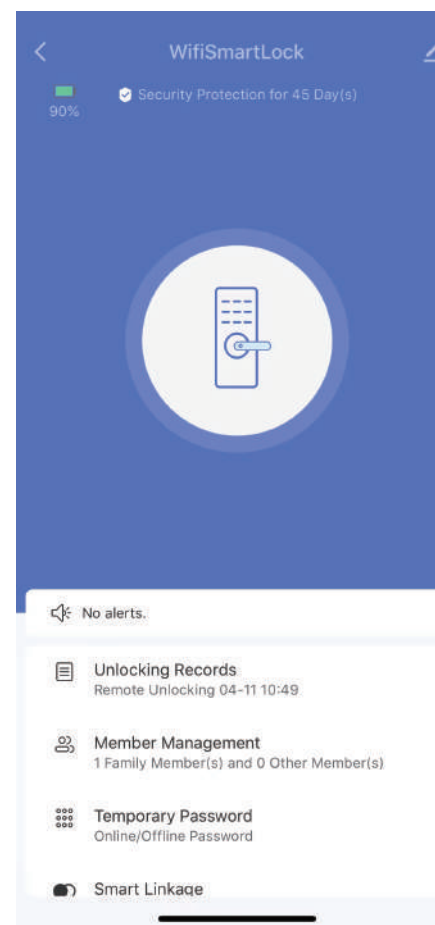 WifiSmartLock
90%
Security Protection for 45 Day(s)
No alerts.
Unlocking Records
Remote Unlocking 04-11 10:49
Member Management
1 Family Member(s) and 0 Other Member(s)
Temporary Password
Online/Offline Password
Smart Linkage